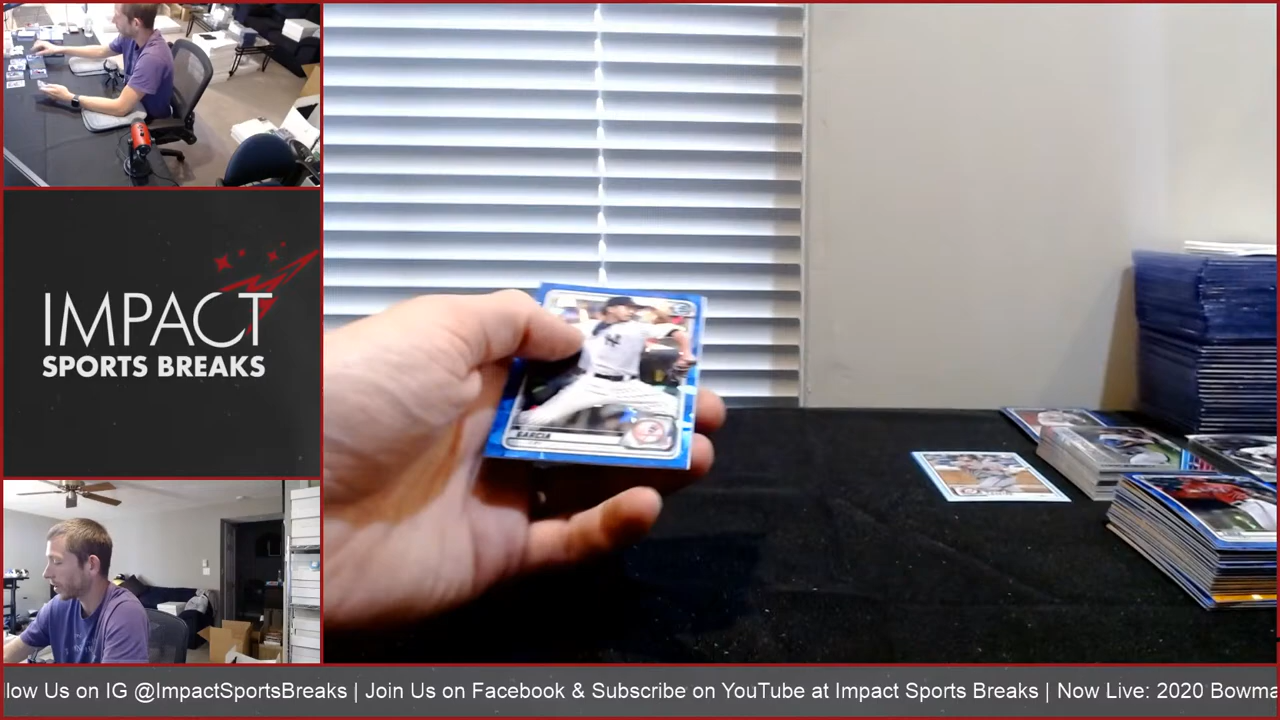 IMPACT
SPORTS BREAKS
GARCIA
llow Us on IG @ImpactSportsBreaks | Join Us on Facebook & Subscribe on YouTube at Impact Sports Breaks | Now Live: 2020 Bowma